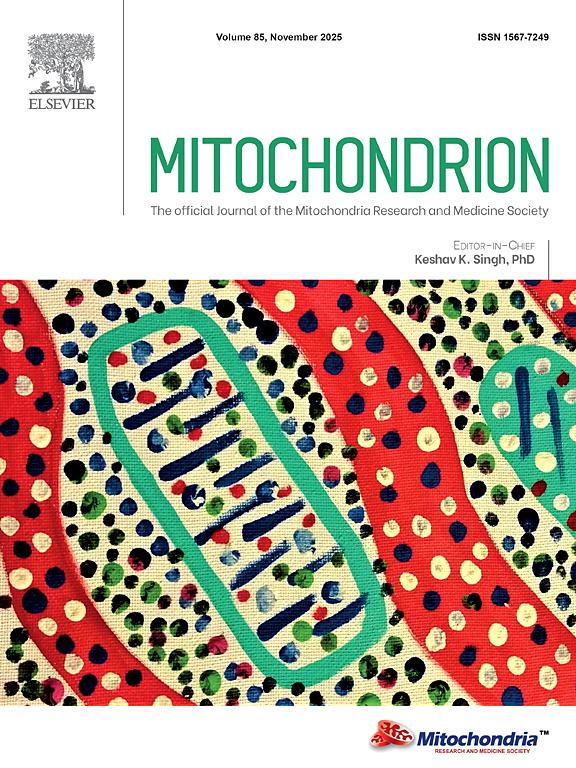 Volume 85, November 2025
ISSN 1567-7249
ELSEVIER
MITOCHONDRION
The official Journal of the Mitochondria Research and Medicine Society
EDITOR-IN-CHIEF
Keshav K. Singh, PhD
Mitochondria™
RESEARCH AND MEDICINE SOCIETY